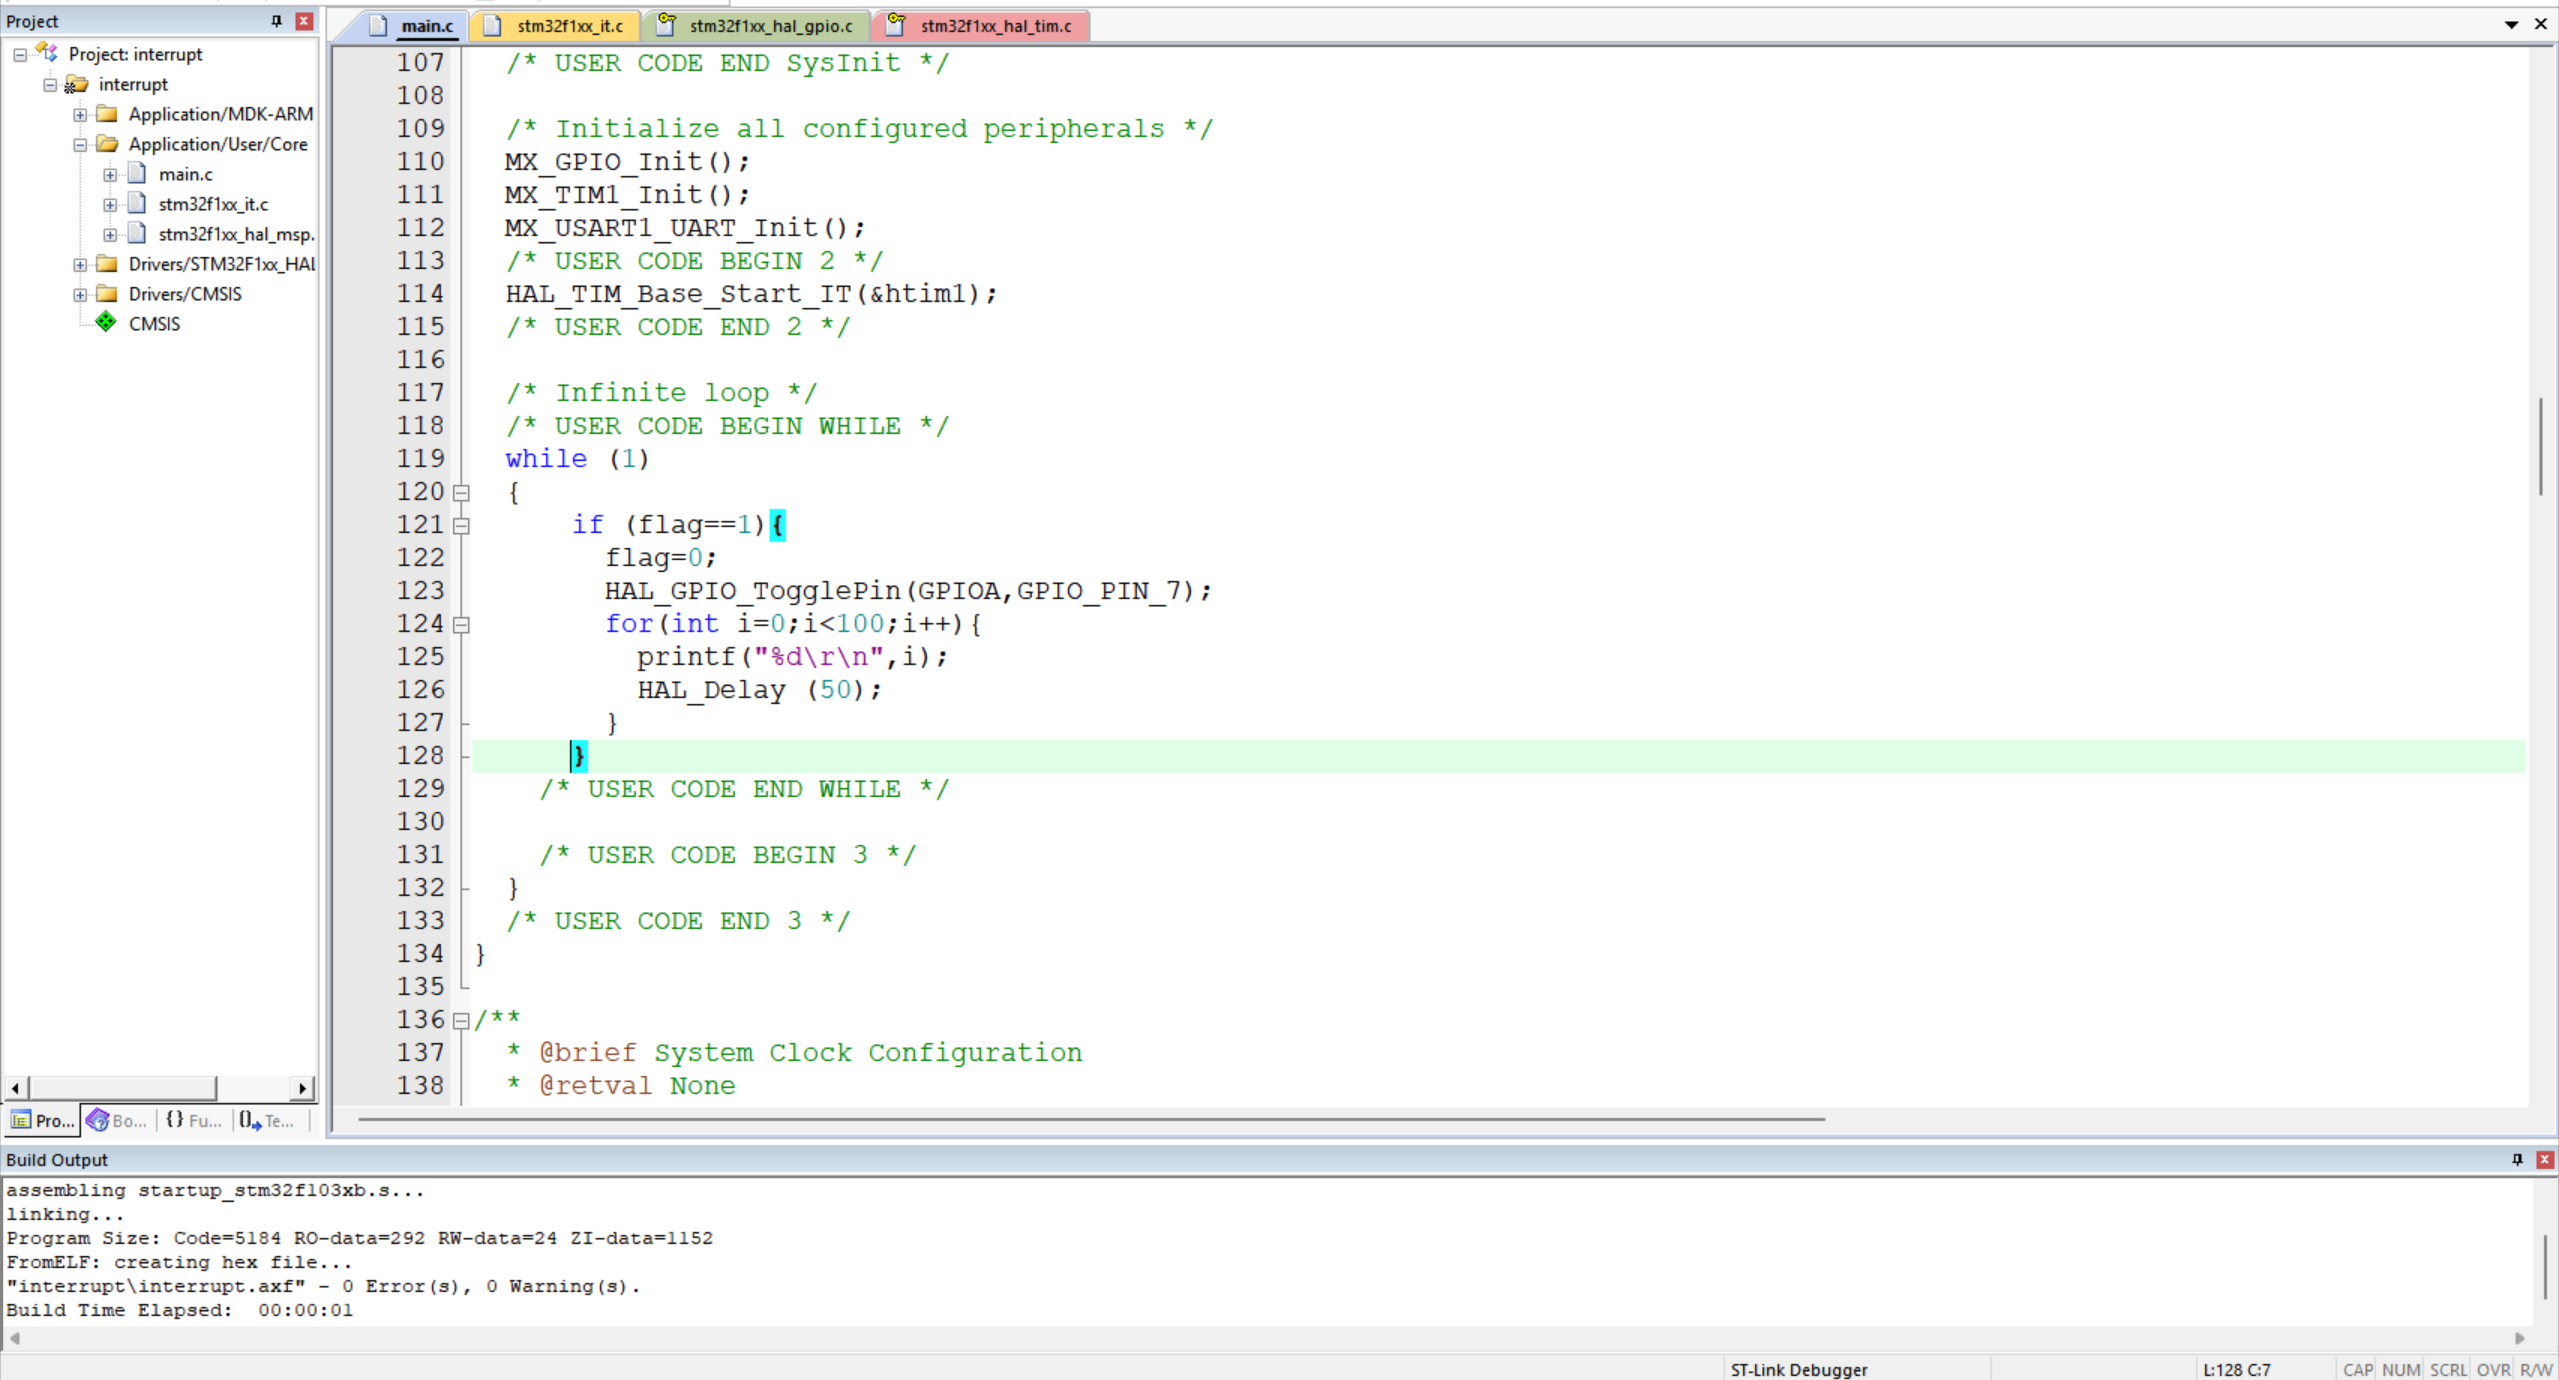 Project
Project: interrupt
interrupt
Application/MDK-ARM
Application/User/Core
main.c
stm32f1xx_it.c
stm32f1xx_hal_msp.
Drivers/STM32F1xx_HAL
Drivers/CMSIS
CMSIS
Pro... Bo... {} Fu... Te...
main.c stm32f1xx_it.c stm32f1xx_hal_gpio.c stm32f1xx_hal_tim.c
107 /* USER CODE END SysInit */
108
109 /* Initialize all configured peripherals */
110 MX_GPIO_Init();
111 MX_TIM1_Init();
112 MX_USART1_UART_Init();
113 /* USER CODE BEGIN 2 */
114 HAL_TIM_Base_Start_IT(&htim1);
115 /* USER CODE END 2 */
116
117 /* Infinite loop */
118 /* USER CODE BEGIN WHILE */
119 while (1)
120 {
121 if (flag==1){
122 flag=0;
123 HAL_GPIO_TogglePin(GPIOA,GPIO_PIN_7);
124 for(int i=0;i<100;i++){
125 printf("%d\r\n",i);
126 HAL_Delay (50);
127 }
128 }
129 /* USER CODE END WHILE */
130
131 /* USER CODE BEGIN 3 */
132 }
133 /* USER CODE END 3 */
134 }
135
136 /**
137 * @brief System Clock Configuration
138 * @retval None
Build Output
assembling startup_stm32f103xb.s...
linking...
Program Size: Code=5184 RO-data=292 RW-data=24 ZI-data=1152
FromELF: creating hex file...
"interrupt\interrupt.axf" - 0 Error(s), 0 Warning(s).
Build Time Elapsed:  00:00:01
ST-Link Debugger L:128 C:7 CAP NUM SCRL OVR R/W